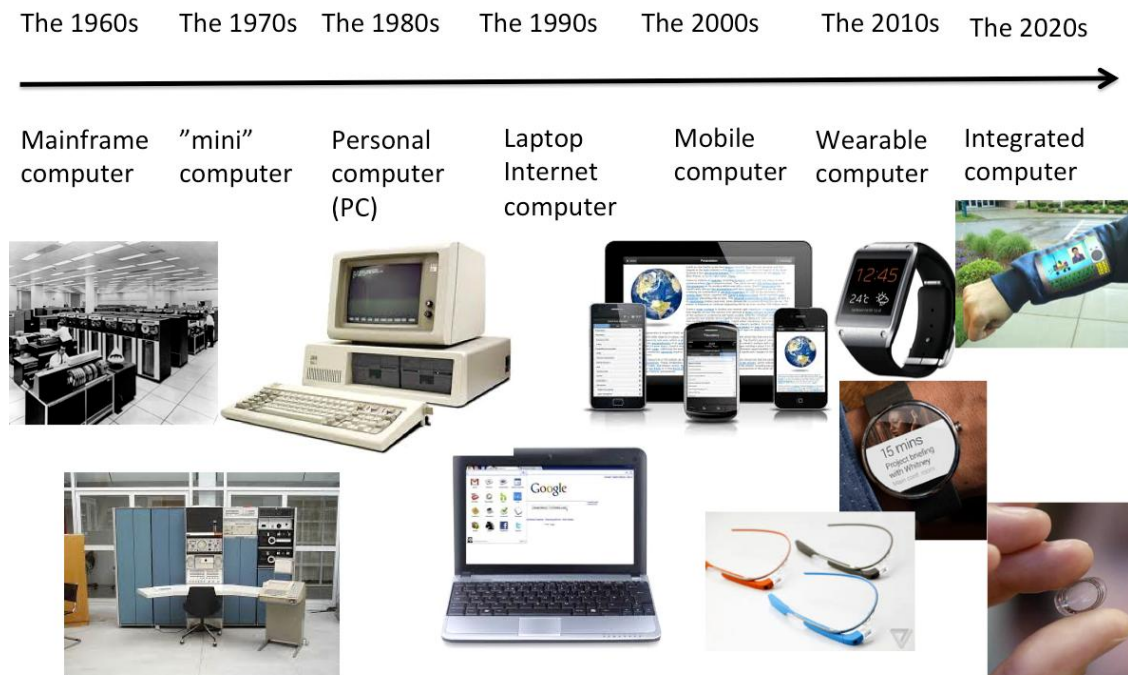 The 1960s
The 1970s
The 1980s
The 1990s
The 2000s
The 2010s
The 2020s
Mainframe
computer
”mini”
computer
Personal
computer
(PC)
Laptop
Internet
computer
Mobile
computer
Wearable
computer
Integrated
computer
12:45
24°c
15 mins
Project briefing
with Whitney
Google